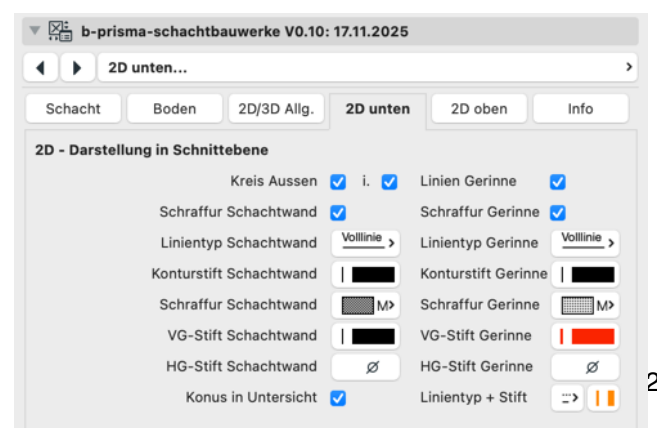 b-prisma-schachtbauwerke V0.10: 17.11.2025
2D unten...
Schacht Boden 2D/3D Allg. 2D unten 2D oben Info
2D - Darstellung in Schnittebene
Kreis Aussen i. Linien Gerinne
Schraffur Schachtwand Schraffur Gerinne
Linientyp Schachtwand Volllinie Linientyp Gerinne Volllinie
Konturstift Schachtwand Konturstift Gerinne
Schraffur Schachtwand M Schraffur Gerinne M
VG-Stift Schachtwand VG-Stift Gerinne
HG-Stift Schachtwand HG-Stift Gerinne
2
Konus in Untersicht Linientyp + Stift